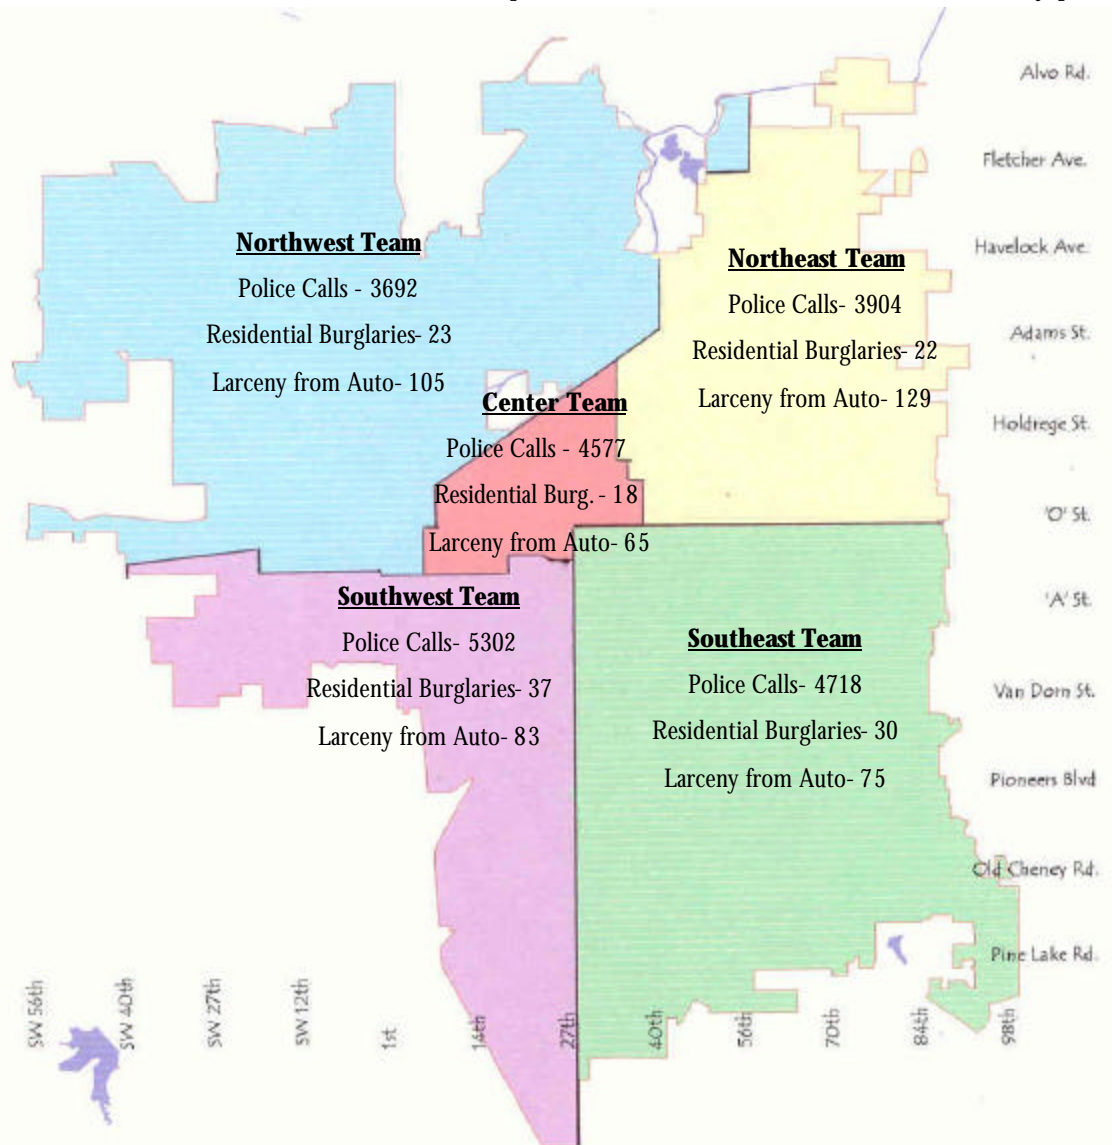 Alvo Rd.
Fletcher Ave.
Havelock Ave.
Adams St.
Holdrege St.
'O' St.
'A' St.
Van Dorn St.
Pioneers Blvd
Old Cheney Rd.
Pine Lake Rd.
Northwest Team
Police Calls - 3692
Residential Burglaries- 23
Larceny from Auto- 105
Northeast Team
Police Calls- 3904
Residential Burglaries- 22
Larceny from Auto- 129
Center Team
Police Calls - 4577
Residential Burg. - 18
Larceny from Auto- 65
Southwest Team
Police Calls- 5302
Residential Burglaries- 37
Larceny from Auto- 83
Southeast Team
Police Calls- 4718
Residential Burglaries- 30
Larceny from Auto- 75
SW 56th
SW 40th
SW 27th
SW 12th
1st
14th
27th
40th
56th
70th
84th
98th